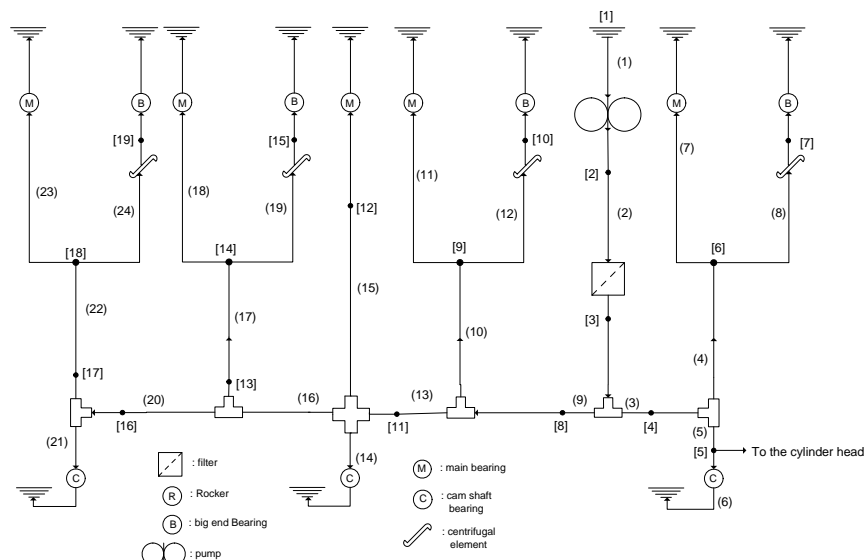 [1]
(1)
M
B
M
B
M
M
B
M
B
[19]
[15]
[10]
[7]
(7)
[2]
(23)
(24)
(18)
(19)
[12]
(11)
(12)
(2)
(8)
[18]
[14]
[9]
[6]
(22)
(17)
(15)
(10)
[3]
(4)
[17]
[13]
(20)
(16)
(13)
(9)
(3)
[16]
[11]
[8]
[4]
(5)
(21)
(14)
[5]
To the cylinder head
C
C
C
(6)
: filter
R
: Rocker
B
: big end Bearing
: pump
M
: main bearing
C
: cam shaft
bearing
: centrifugal
element